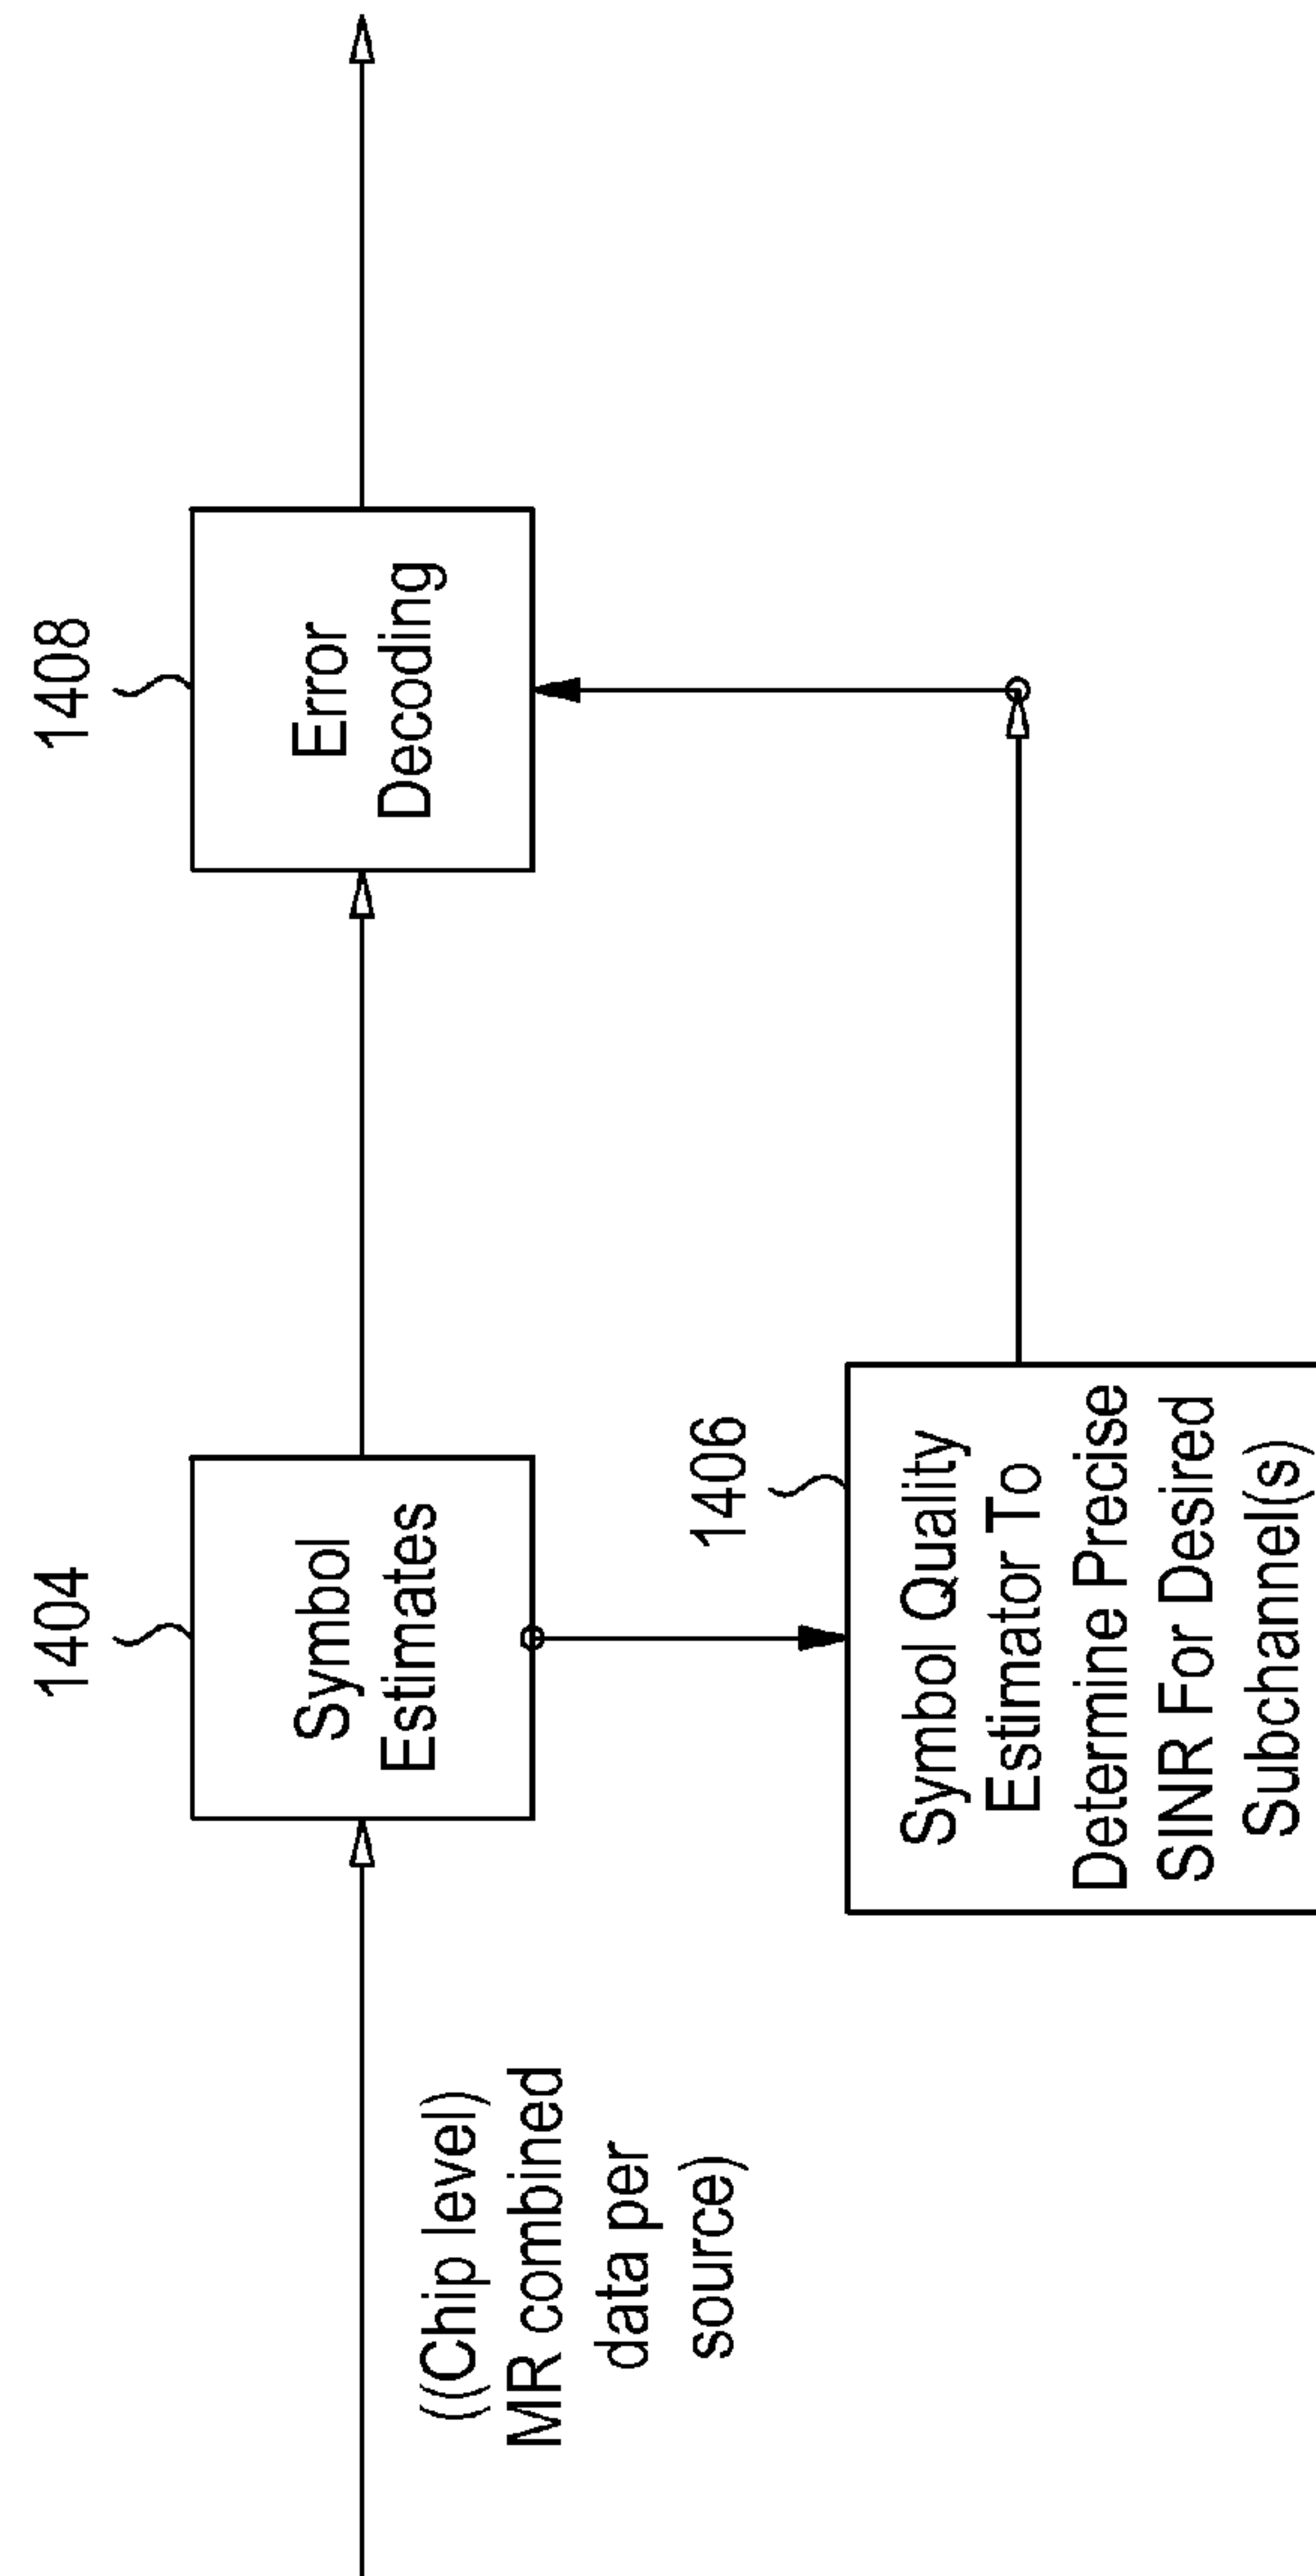 1404
Symbol
Estimates
1408
Error
Decoding
((Chip level)
MR combined
data per
source)
1406
Symbol Quality
Estimator To
Determine Precise
SINR For Desired
Subchannel(s)